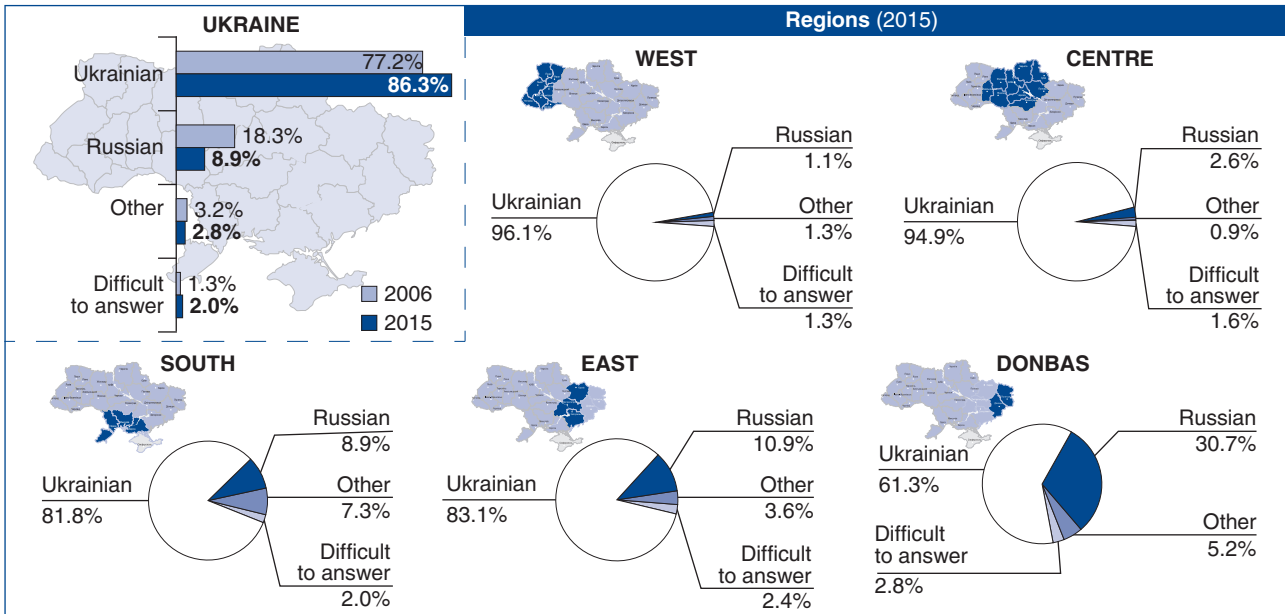 UKRAINE
Ukrainian
77.2%
86.3%
Russian
18.3%
8.9%
Other
3.2%
2.8%
Difficult
to answer
1.3%
2.0%
2006
2015
Regions (2015)
WEST
Ukrainian
96.1%
Russian
1.1%
Other
1.3%
Difficult
to answer
1.3%
CENTRE
Ukrainian
94.9%
Russian
2.6%
Other
0.9%
Difficult
to answer
1.6%
SOUTH
Ukrainian
81.8%
Russian
8.9%
Other
7.3%
Difficult
to answer
2.0%
EAST
Ukrainian
83.1%
Russian
10.9%
Other
3.6%
Difficult
to answer
2.4%
DONBAS
Ukrainian
61.3%
Russian
30.7%
Other
5.2%
Difficult
to answer
2.8%